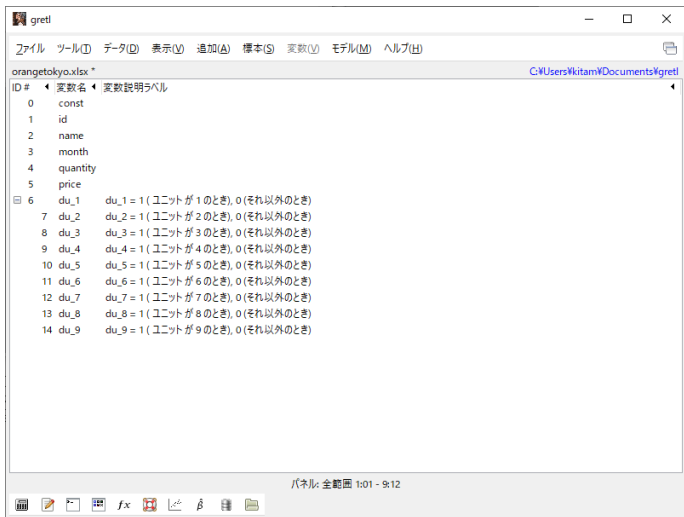 gretl
ファイル ツール(T) データ(D) 表示(V) 追加(A) 標本(S) 変数(V) モデル(M) ヘルプ(H)
orangetokyo.xlsx * C:¥Users¥kitam¥Documents¥gretl
ID # 変数名 変数説明ラベル
0 const
1 id
2 name
3 month
4 quantity
5 price
6 du_1 du_1 = 1 ( ユニット が 1 のとき), 0 (それ以外のとき)
7 du_2 du_2 = 1 ( ユニット が 2 のとき), 0 (それ以外のとき)
8 du_3 du_3 = 1 ( ユニット が 3 のとき), 0 (それ以外のとき)
9 du_4 du_4 = 1 ( ユニット が 4 のとき), 0 (それ以外のとき)
10 du_5 du_5 = 1 ( ユニット が 5 のとき), 0 (それ以外のとき)
11 du_6 du_6 = 1 ( ユニット が 6 のとき), 0 (それ以外のとき)
12 du_7 du_7 = 1 ( ユニット が 7 のとき), 0 (それ以外のとき)
13 du_8 du_8 = 1 ( ユニット が 8 のとき), 0 (それ以外のとき)
14 du_9 du_9 = 1 ( ユニット が 9 のとき), 0 (それ以外のとき)
パネル: 全範囲 1:01 - 9:12
fx β̂